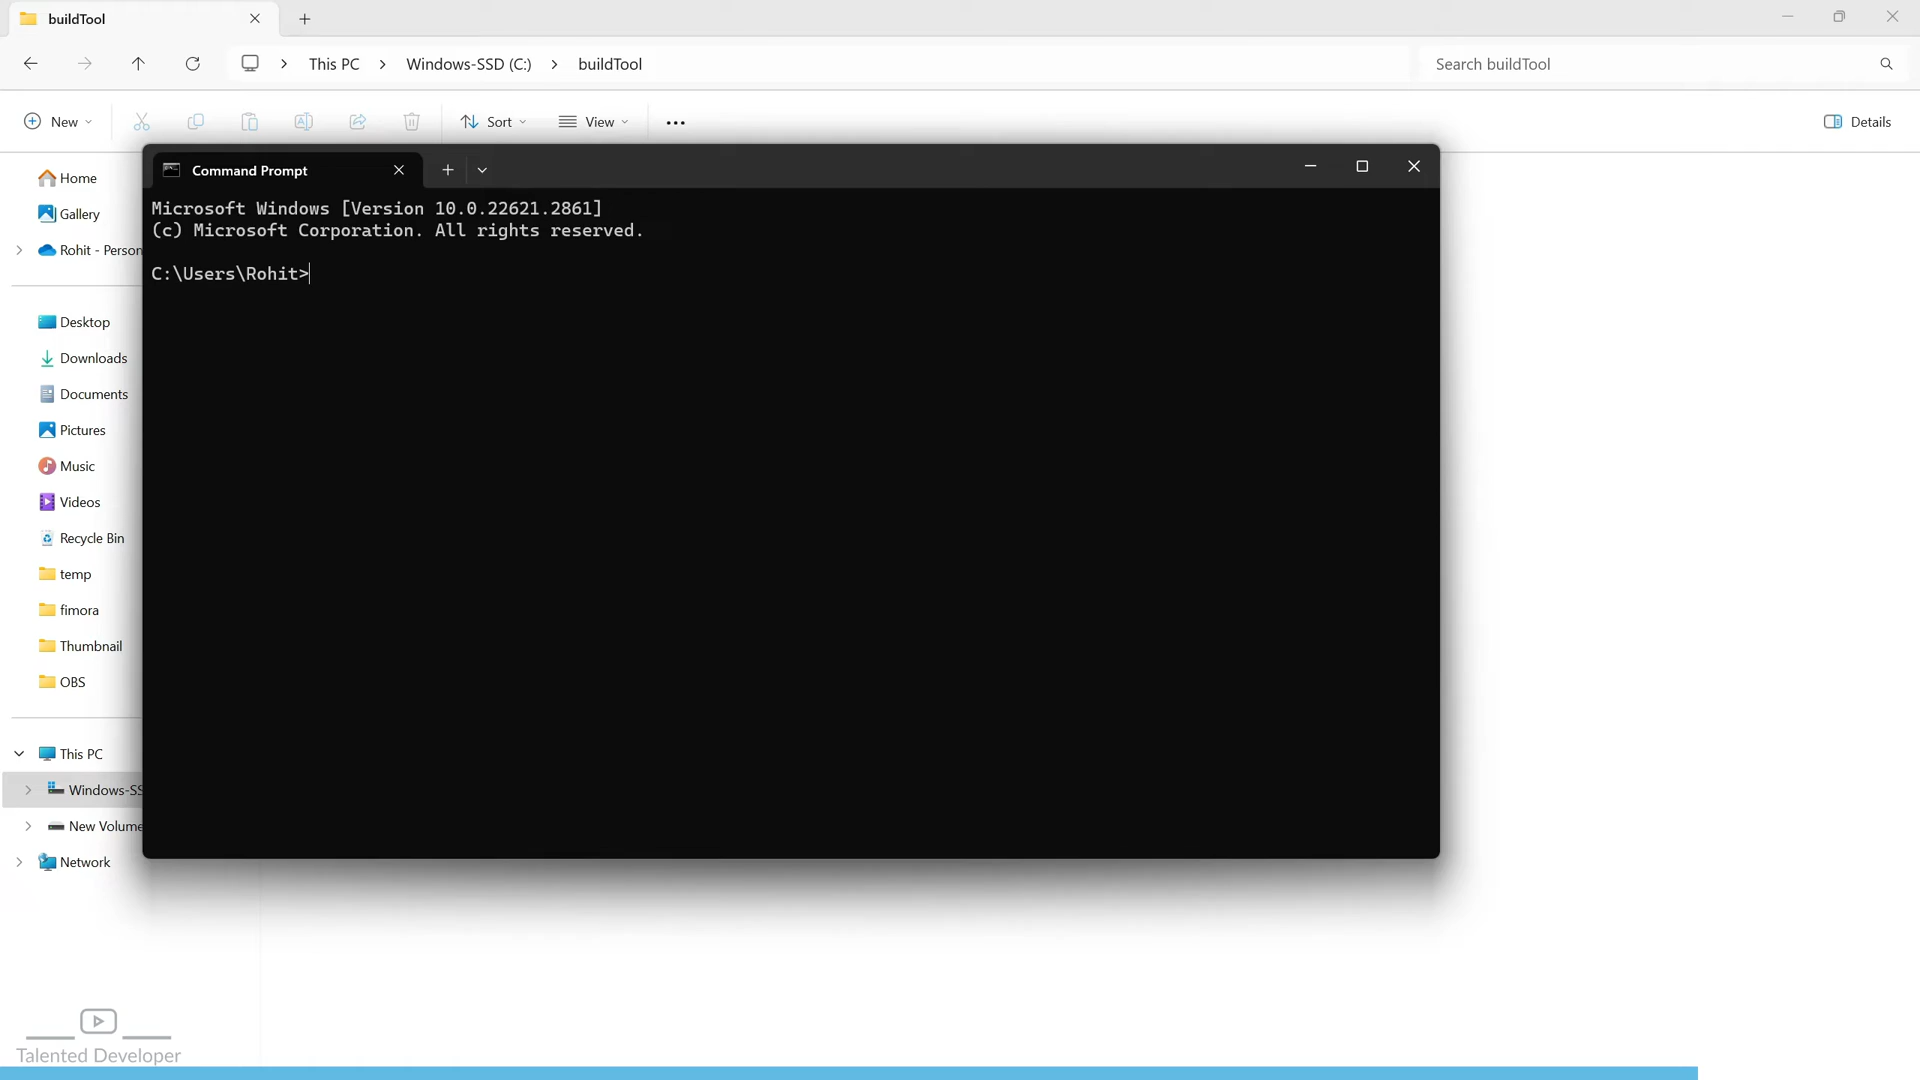 buildTool
This PC > Windows-SSD (C:) > buildTool
Search buildTool
New
Sort
View
Details
Home
Gallery
Rohit - Person
Desktop
Downloads
Documents
Pictures
Music
Videos
Recycle Bin
temp
fimora
Thumbnail
OBS
This PC
Windows-SS
New Volume
Network
Command Prompt
Microsoft Windows [Version 10.0.22621.2861]
(c) Microsoft Corporation. All rights reserved.
C:\Users\Rohit>
Talented Developer